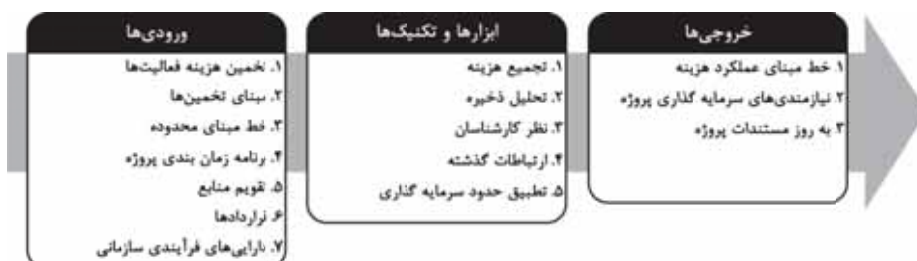 ورودی‌ها
۱. تخمین هزینه فعالیت‌ها
۲. مبنای تخمین‌ها
۳. خط مبنای محدوده
۴. برنامه زمان بندی پروژه
۵. تقویم منابع
۶. قراردادها
۷. دارایی‌های فرآیندی سازمانی
ابزارها و تکنیک‌ها
۱. تجمیع هزینه
۲. تحلیل ذخیره
۳. نظر کارشناسان
۴. ارتباطات گذشته
۵. تطبیق حدود سرمایه گذاری
خروجی‌ها
۱. خط مبنای عملکرد هزینه
۲. نیازمندی‌های سرمایه گذاری پروژه
۳. به روز مستندات پروژه